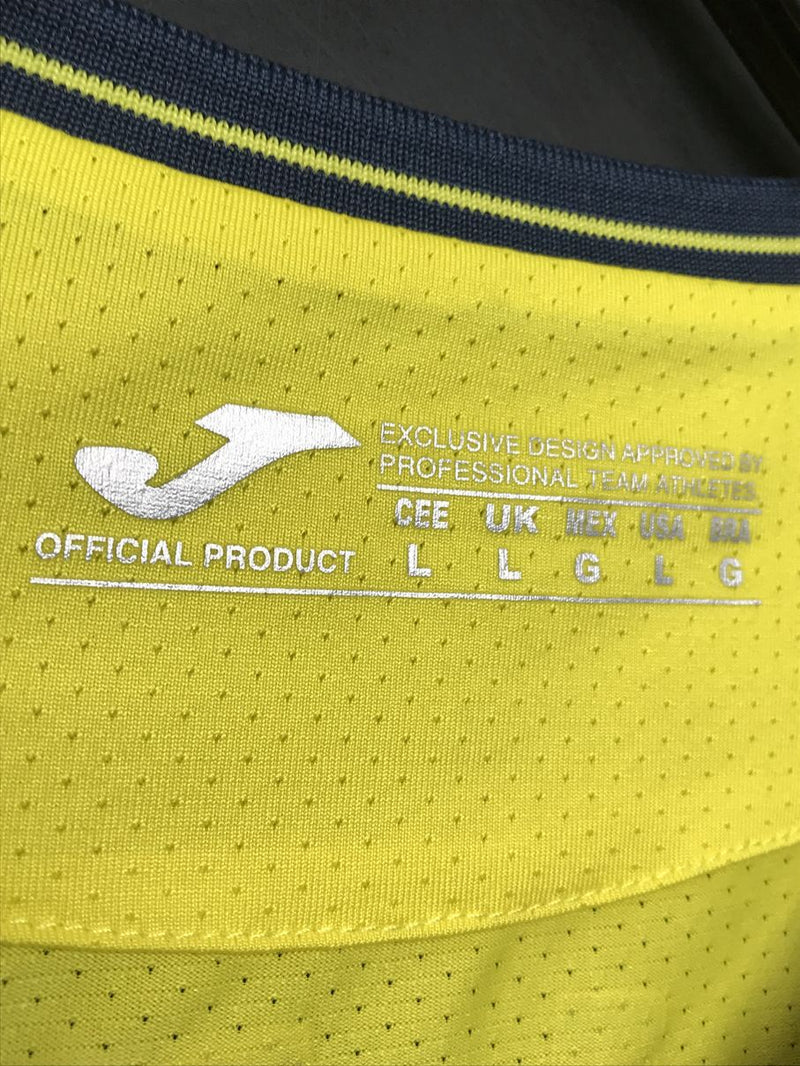 OFFICIAL PRODUCT
EXCLUSIVE DESIGN APPROVED BY
PROFESSIONAL TEAM ATHLETES.
CEE UK MEX USA BRA
L L G L G